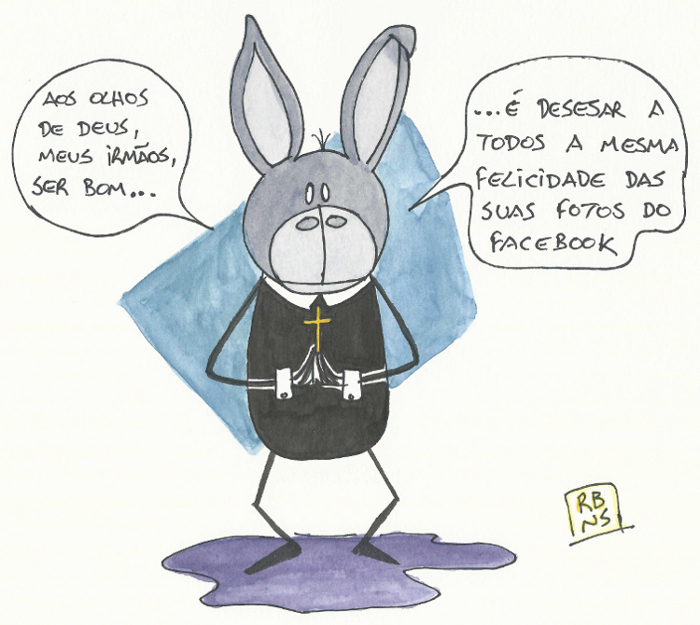 AOS OLHOS
DE DEUS,
MEUS IRMÃOS,
SER BOM...
...É DESEJAR A
TODOS A MESMA
FELICIDADE DAS
SUAS FOTOS DO
FACEBOOK
RB
NS